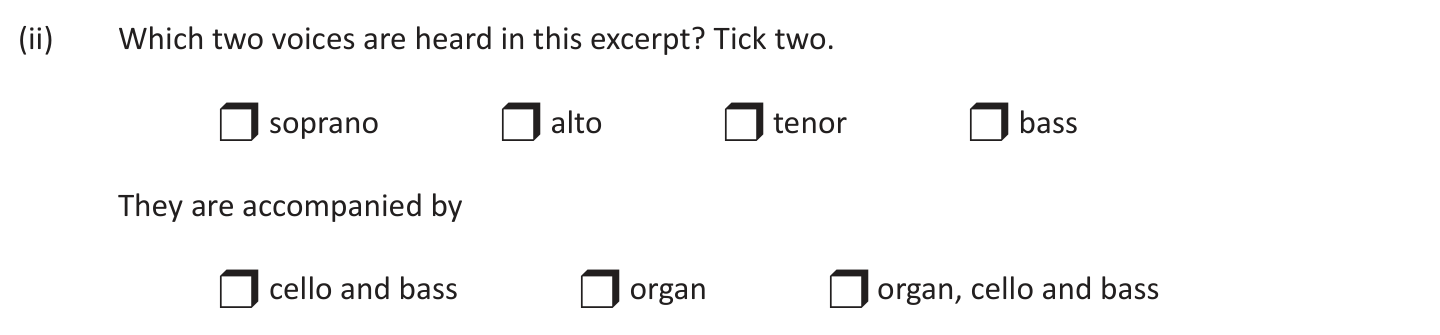 (ii) Which two voices are heard in this excerpt? Tick two.
soprano alto tenor bass
They are accompanied by
cello and bass organ organ, cello and bass